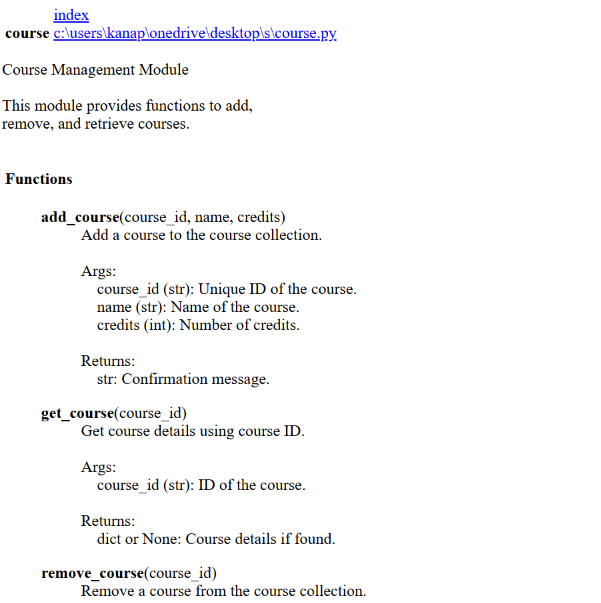 index
course c:\users\kanap\onedrive\desktop\s\course.py
Course Management Module
This module provides functions to add,
remove, and retrieve courses.
Functions
add_course(course_id, name, credits)
Add a course to the course collection.
Args:
course_id (str): Unique ID of the course.
name (str): Name of the course.
credits (int): Number of credits.
Returns:
str: Confirmation message.
get_course(course_id)
Get course details using course ID.
Args:
course_id (str): ID of the course.
Returns:
dict or None: Course details if found.
remove_course(course_id)
Remove a course from the course collection.